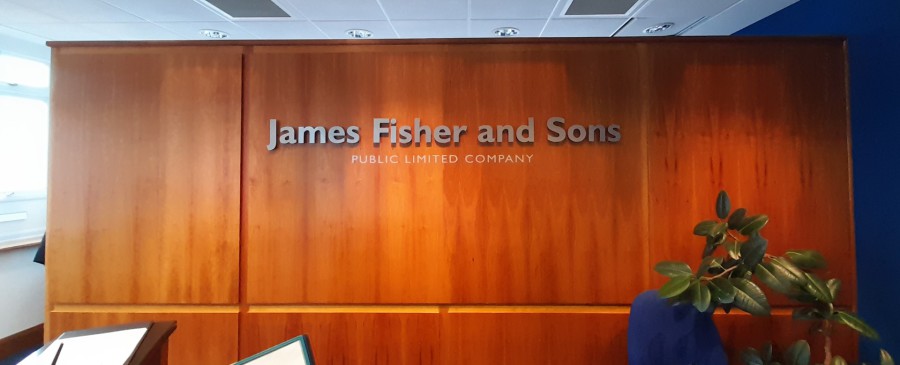 James Fisher and Sons
PUBLIC LIMITED COMPANY